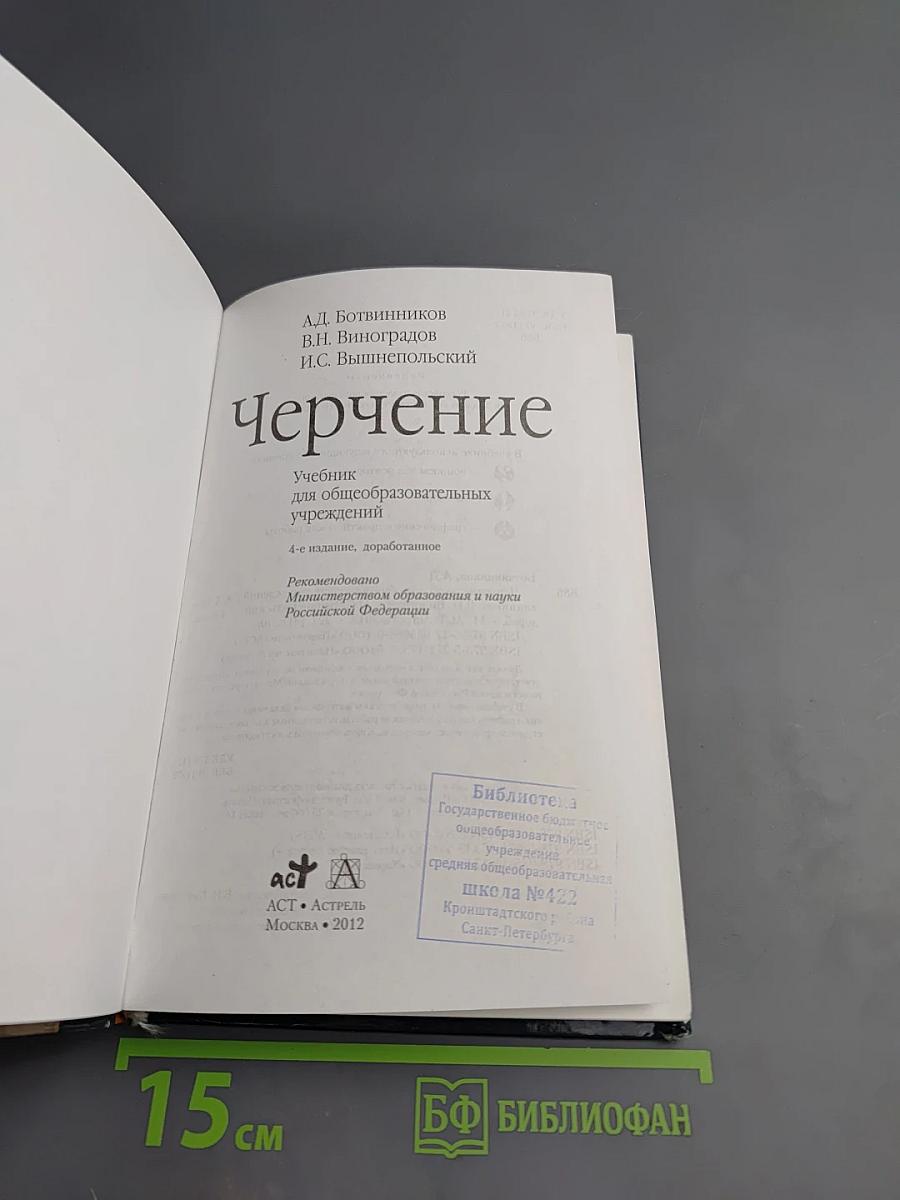 А.Д. Ботвинников
В.Н. Виноградов
И.С. Вышнепольский
Черчение
Учебник
для общеобразовательных
учреждений
4-е издание, доработанное
Рекомендовано
Министерством образования и науки
Российской Федерации
аст А
АСТ • Астрель
Москва • 2012
Библиотека
Государственное бюджетное
общеобразовательное
учреждение
средняя общеобразовательная
школа №422
Кронштадтского района
Санкт-Петербурга
15 см
БФ БИБЛИОФАН